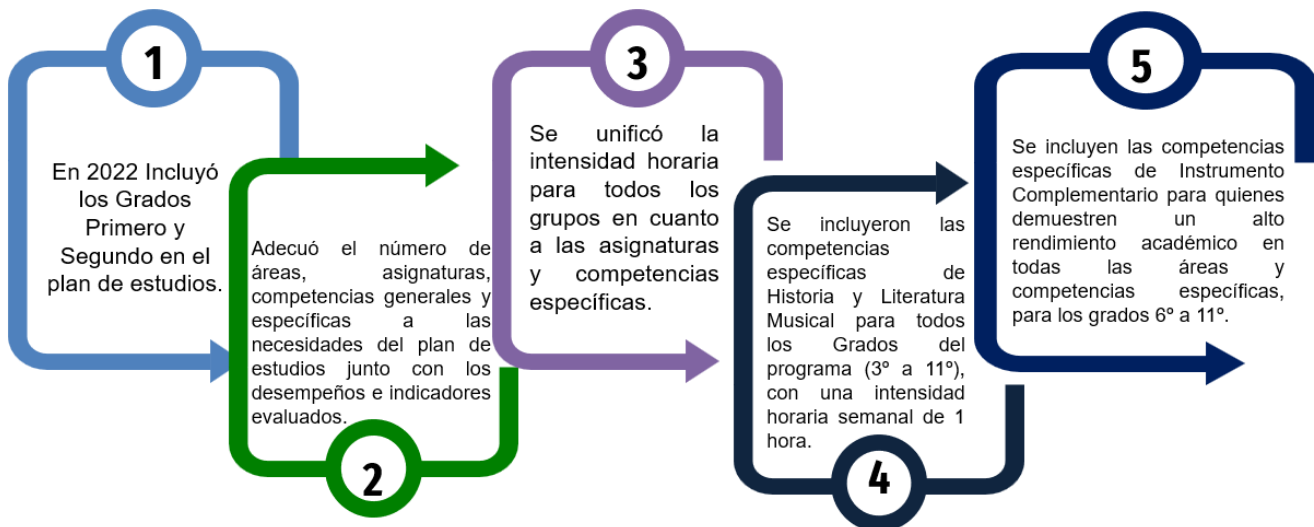 1
En 2022 Incluyó
los Grados
Primero y
Segundo en el
plan de estudios.
Adecuó el número de
áreas, asignaturas,
competencias generales y
específicas a las
necesidades del plan de
estudios junto con los
desempeños e indicadores
evaluados.
2
3
Se unificó la
intensidad horaria
para todos los
grupos en cuanto
a las asignaturas
y competencias
específicas.
Se incluyeron las
competencias
específicas de
Historia y Literatura
Musical para todos
los Grados del
programa (3º a 11º),
con una intensidad
horaria semanal de 1
hora.
4
5
Se incluyen las competencias
específicas de Instrumento
Complementario para quienes
demuestren un alto
rendimiento académico en
todas las áreas y
competencias específicas,
para los grados 6º a 11º.